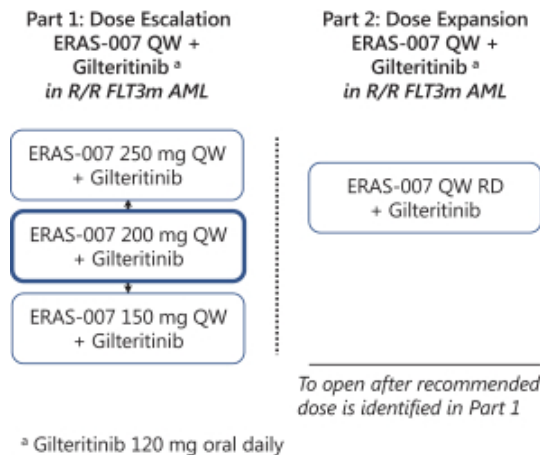 Part 1: Dose Escalation
ERAS-007 QW +
Gilteritinib ª
in R/R FLT3m AML
ERAS-007 250 mg QW
+ Gilteritinib
ERAS-007 200 mg QW
+ Gilteritinib
ERAS-007 150 mg QW
+ Gilteritinib
Part 2: Dose Expansion
ERAS-007 QW +
Gilteritinib ª
in R/R FLT3m AML
ERAS-007 QW RD
+ Gilteritinib
To open after recommended
dose is identified in Part 1
ª Gilteritinib 120 mg oral daily